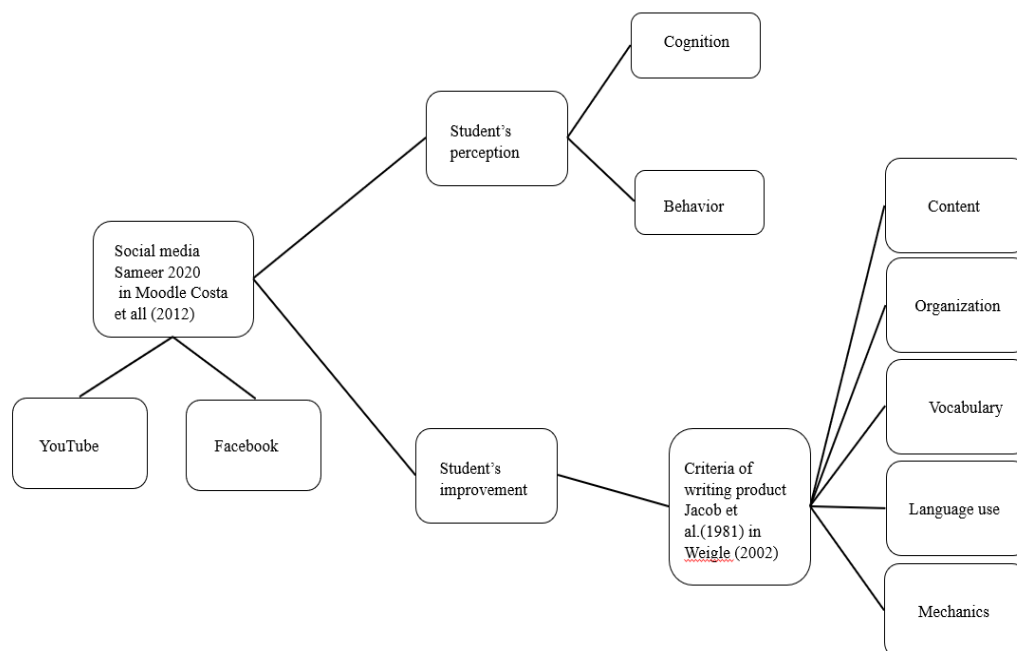 Cognition
Student's
perception
Behavior
Content
Social media
Sameer 2020
in Moodle Costa
et all (2012)
Organization
YouTube
Facebook
Vocabulary
Student's
improvement
Criteria of
writing product
Jacob et
al.(1981) in
Weigle (2002)
Language use
Mechanics